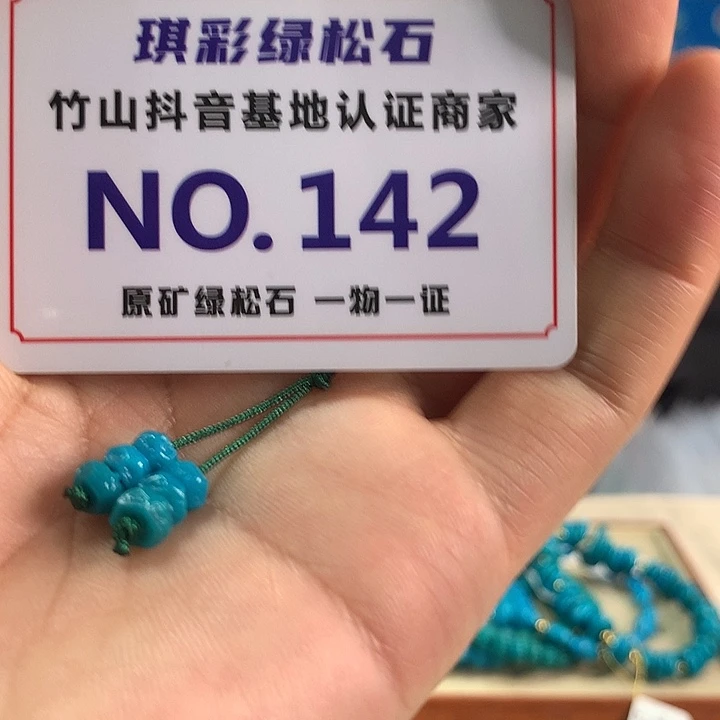 琪彩绿松石
竹山抖音基地认证商家
NO.142
原矿绿松石 一物一证